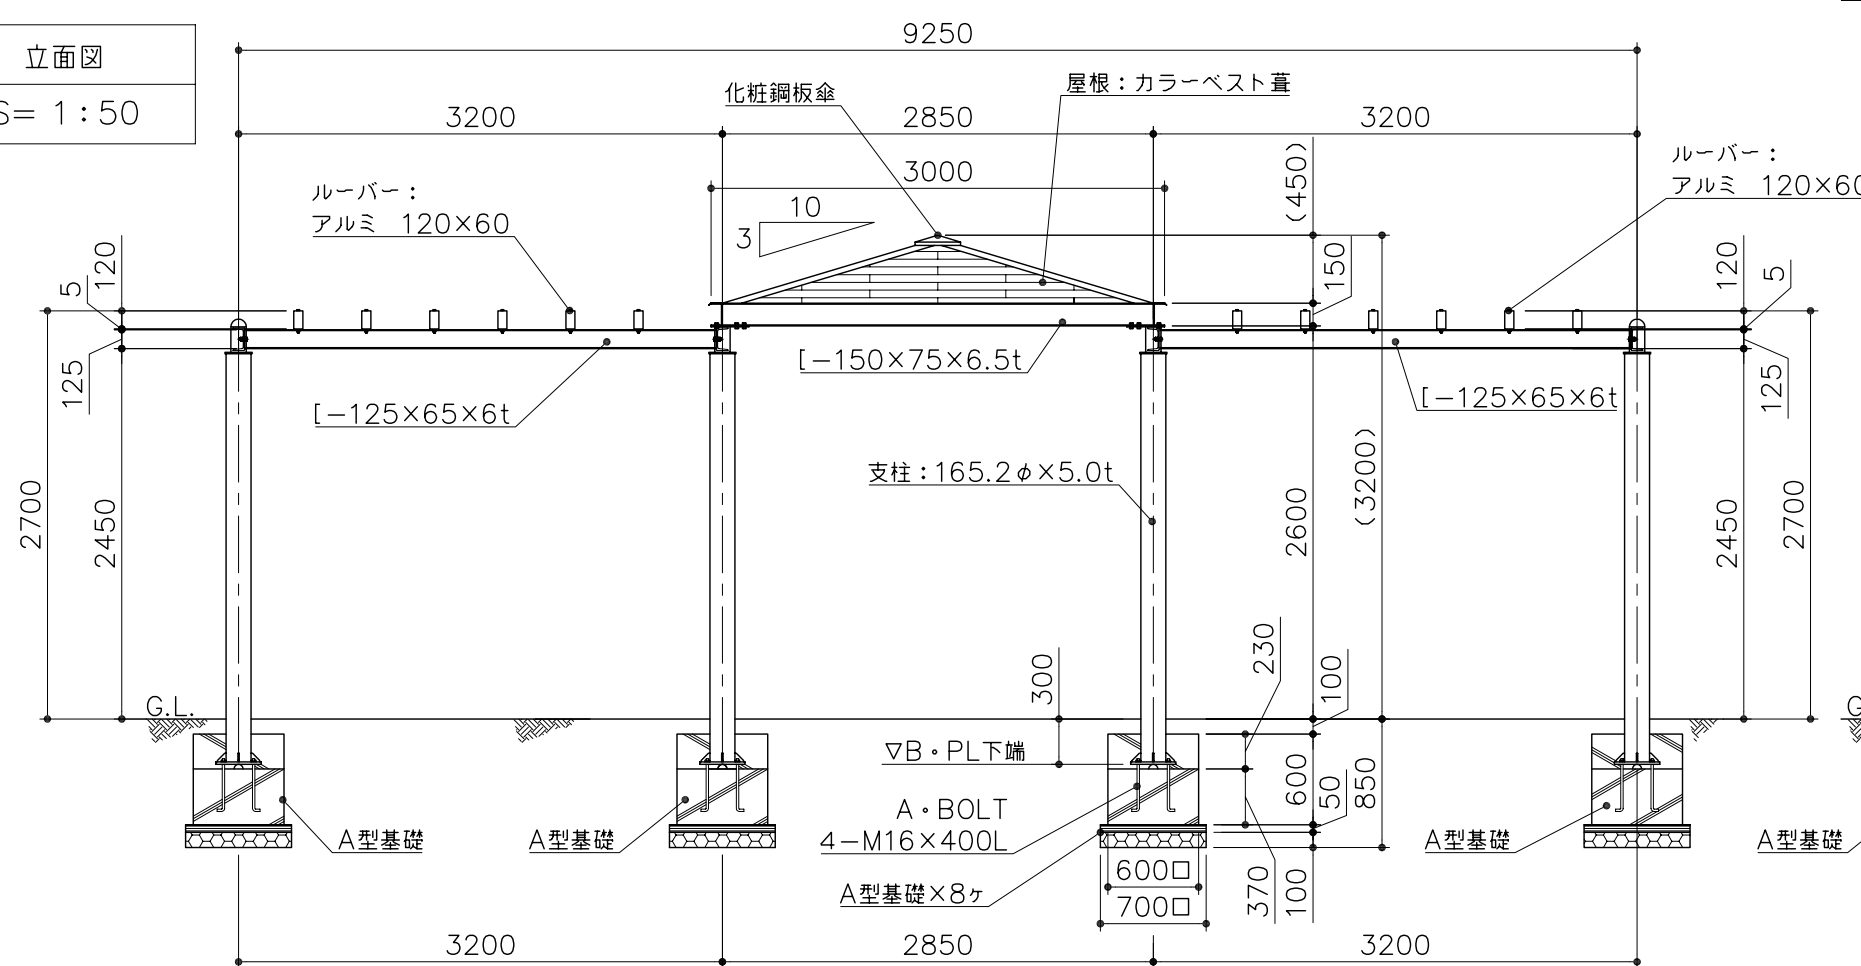 立面図
S= 1:50
9250
3200
2850
3200
化粧鋼板傘
屋根:カラーベスト葺
3000
10
3
(450)
150
ルーバー:
アルミ 120×60
ルーバー:
アルミ 120×60
120
5
125
120
5
125
[-150×75×6.5t
[-125×65×6t
[-125×65×6t
支柱:165.2φ×5.0t
2700
2450
2600
(3200)
2450
2700
G.L.
300
230
100
▽B・PL下端
A・BOLT
4-M16×400L
600
50
850
A型基礎
A型基礎
A型基礎
A型基礎
A型基礎×8ケ
600□
700□
370
100
3200
2850
3200